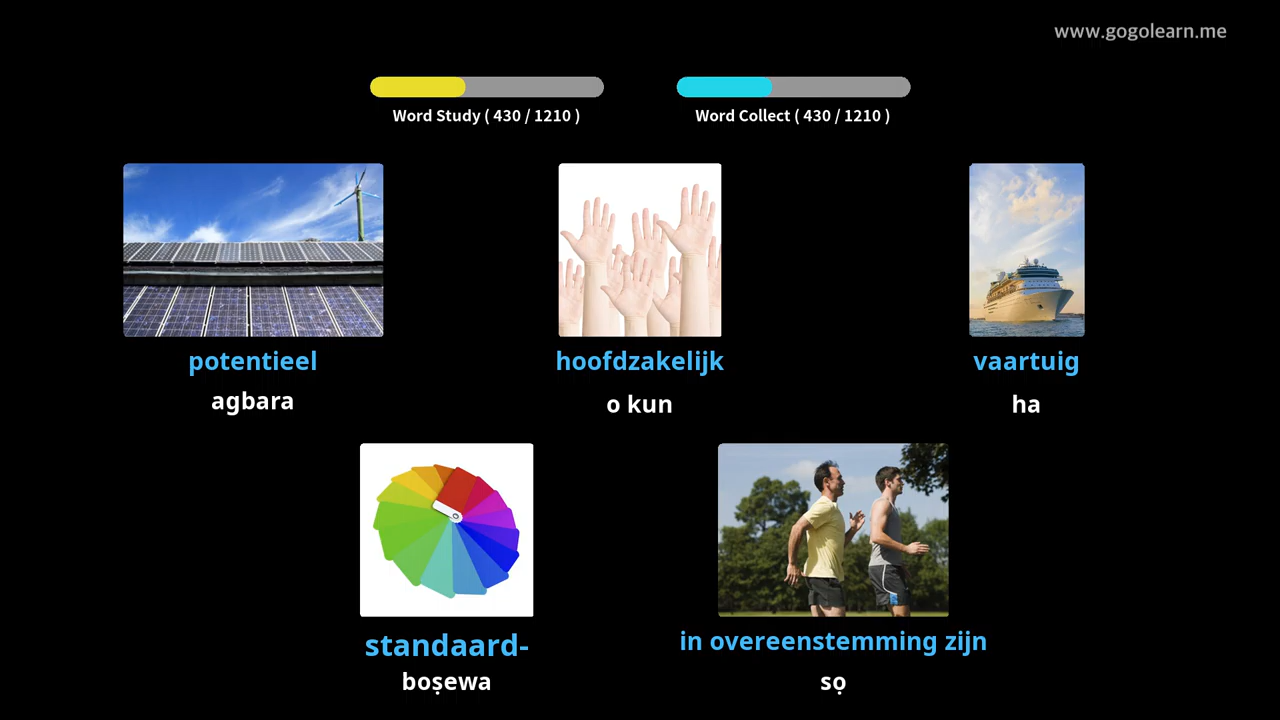 www.gogolearn.me
Word Study ( 430 / 1210 )
Word Collect ( 430 / 1210 )
potentieel
hoofdzakelijk
vaartuig
agbara
o kun
ha
standaard-
in overeenstemming zijn
boṣewa
sọ